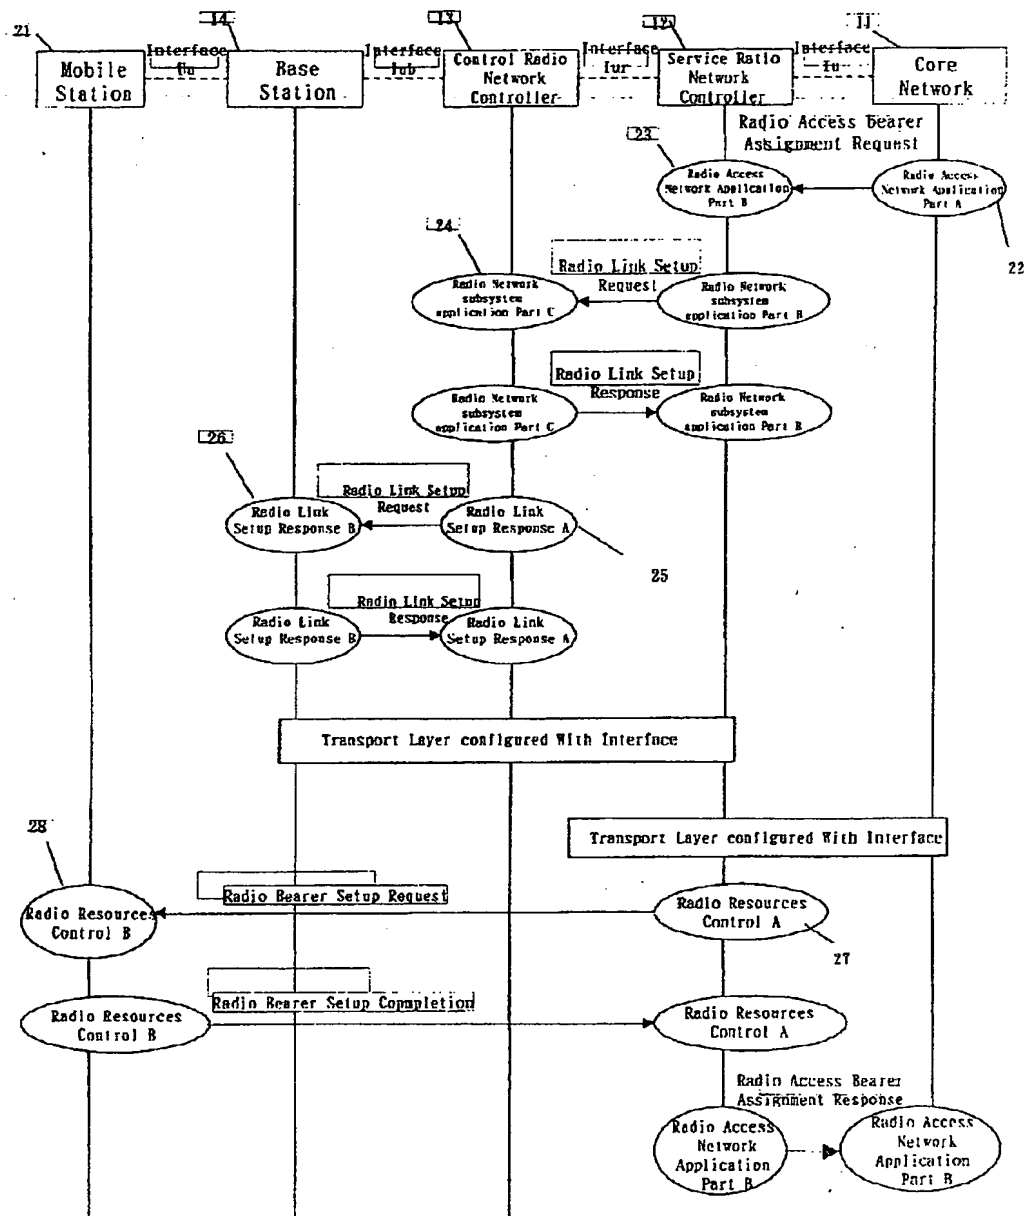 21
14
13
12
11
Mobile
Station
Interface
Uu
Base
Station
Interface
Iub
Control Radio
Network
Controller
Interface
Iur
Service Ratio
Network
Controller
Interface
Iu
Core
Network
Radio Access bearer
Assignment Request
23
Radio Access
Network Application
Part B
Radio Access
Network Application
Part A
22
24
Radio Link Setup
Request
Radio Network
subsystem
application Part C
Radio Network
subsystem
application Part B
Radio Link Setup
Response
Radio Network
subsystem
application Part C
Radio Network
subsystem
application Part B
26
Radio Link Setup
Request
Radio Link
Setup Response B
Radio Link
Setup Response A
25
Radio Link Setup
Response
Radio Link
Setup Response B
Radio Link
Setup Response A
Transport Layer configured With Interface
Transport Layer configured With Interface
28
Radio Bearer Setup Request
Radio Resources
Control B
Radio Resources
Control A
27
Radio Bearer Setup Copmpletion
Radio Resources
Control B
Radio Resources
Control A
Radio Access Bearer
Assignment Response
Radio Access
Network
Application
Part B
Radio Access
Network
Application
Part B